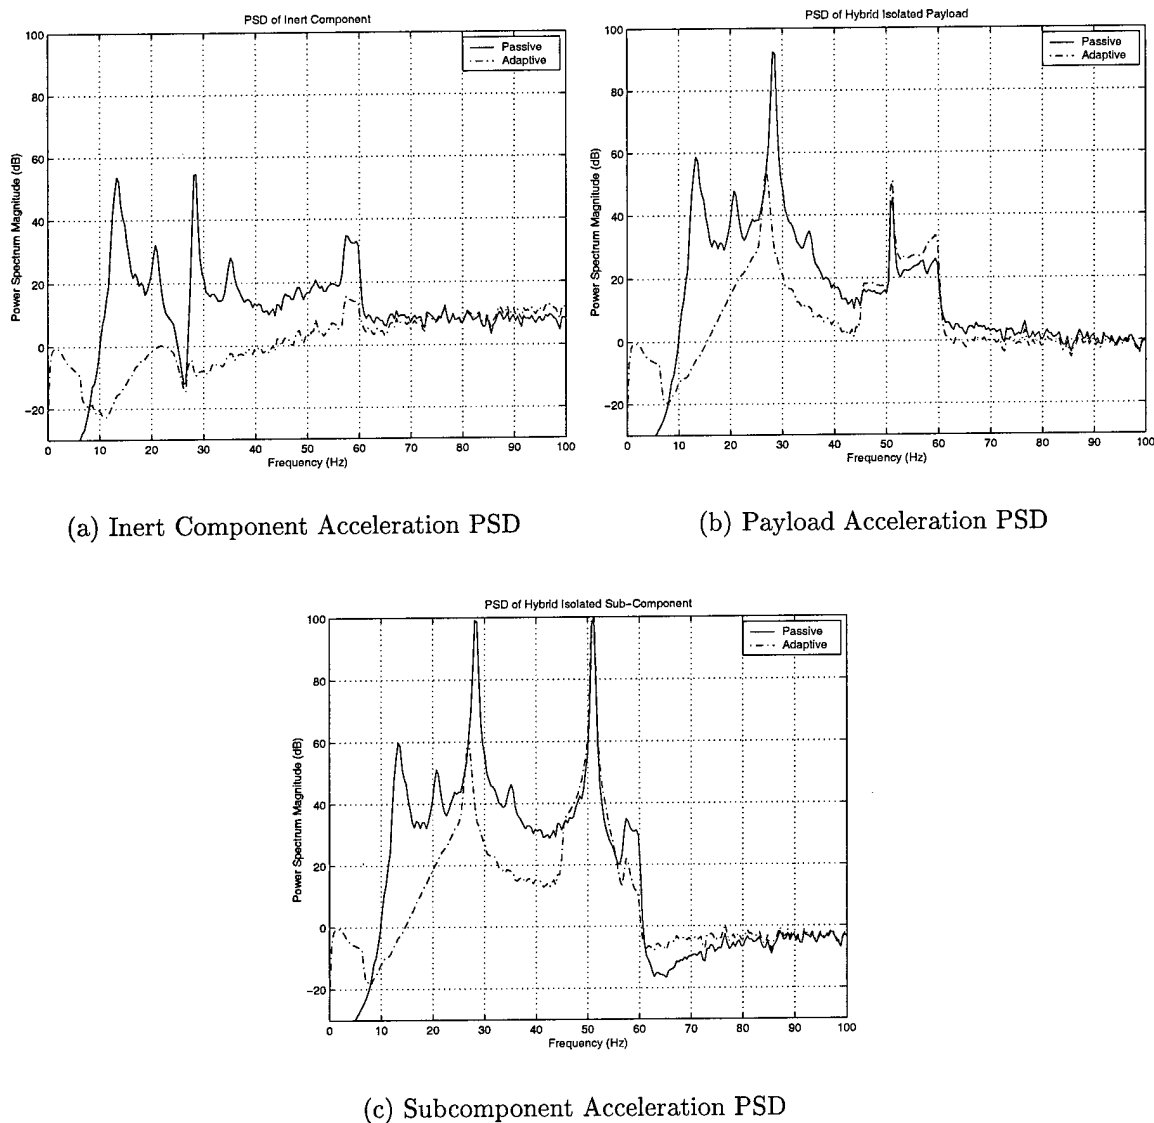 PSD of Inert Component
Passive
Adaptive
Power Spectrum Magnitude (dB)
100
80
60
40
20
0
−20
0 10 20 30 40 50 60 70 80 90 100
Frequency (Hz)
(a) Inert Component Acceleration PSD
PSD of Hybrid Isolated Payload
Passive
Adaptive
Power Spectrum Magnitude (dB)
100
80
60
40
20
0
−20
0 10 20 30 40 50 60 70 80 90 100
Frequency (Hz)
(b) Payload Acceleration PSD
PSD of Hybrid Isolated Sub−Component
Passive
Adaptive
Power Spectrum Magnitude (dB)
100
80
60
40
20
0
−20
0 10 20 30 40 50 60 70 80 90 100
Frequency (Hz)
(c) Subcomponent Acceleration PSD